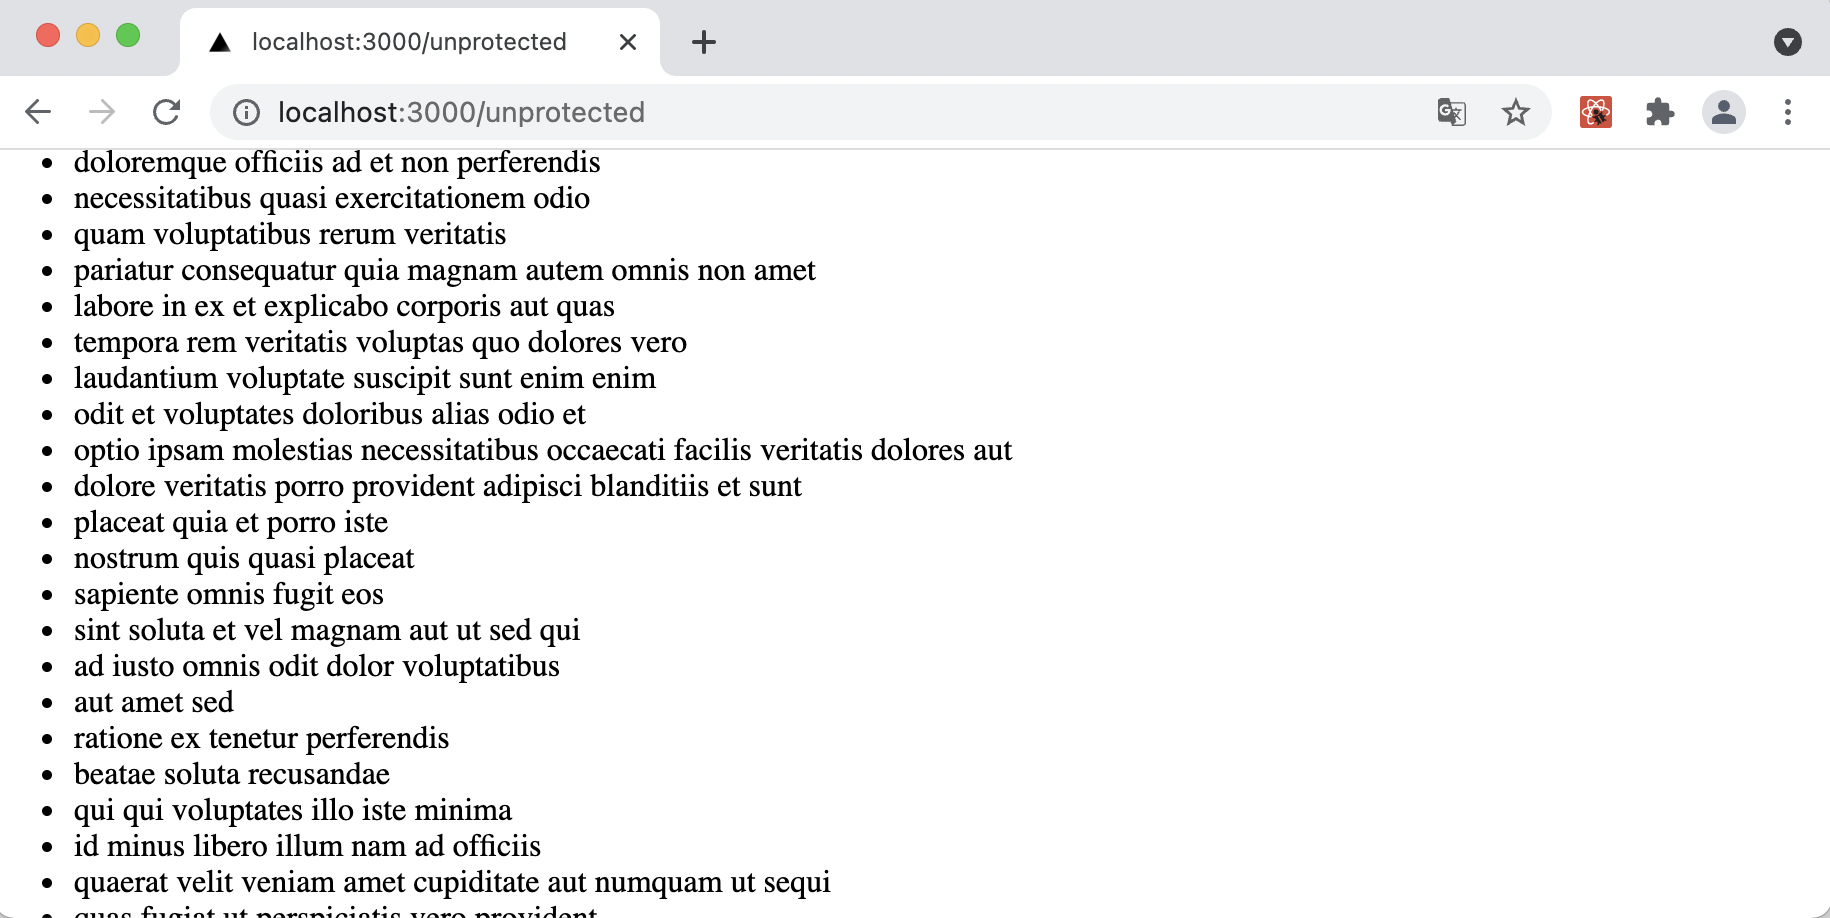 localhost:3000/unprotected
localhost:3000/unprotected
doloremque officiis ad et non perferendis
necessitatibus quasi exercitationem odio
quam voluptatibus rerum veritatis
pariatur consequatur quia magnam autem omnis non amet
labore in ex et explicabo corporis aut quas
tempora rem veritatis voluptas quo dolores vero
laudantium voluptate suscipit sunt enim enim
odit et voluptates doloribus alias odio et
optio ipsam molestias necessitatibus occaecati facilis veritatis dolores aut
dolore veritatis porro provident adipisci blanditiis et sunt
placeat quia et porro iste
nostrum quis quasi placeat
sapiente omnis fugit eos
sint soluta et vel magnam aut ut sed qui
ad iusto omnis odit dolor voluptatibus
aut amet sed
ratione ex tenetur perferendis
beatae soluta recusandae
qui qui voluptates illo iste minima
id minus libero illum nam ad officiis
quaerat velit veniam amet cupiditate aut numquam ut sequi
quas fugiat ut perspiciatis vero provident